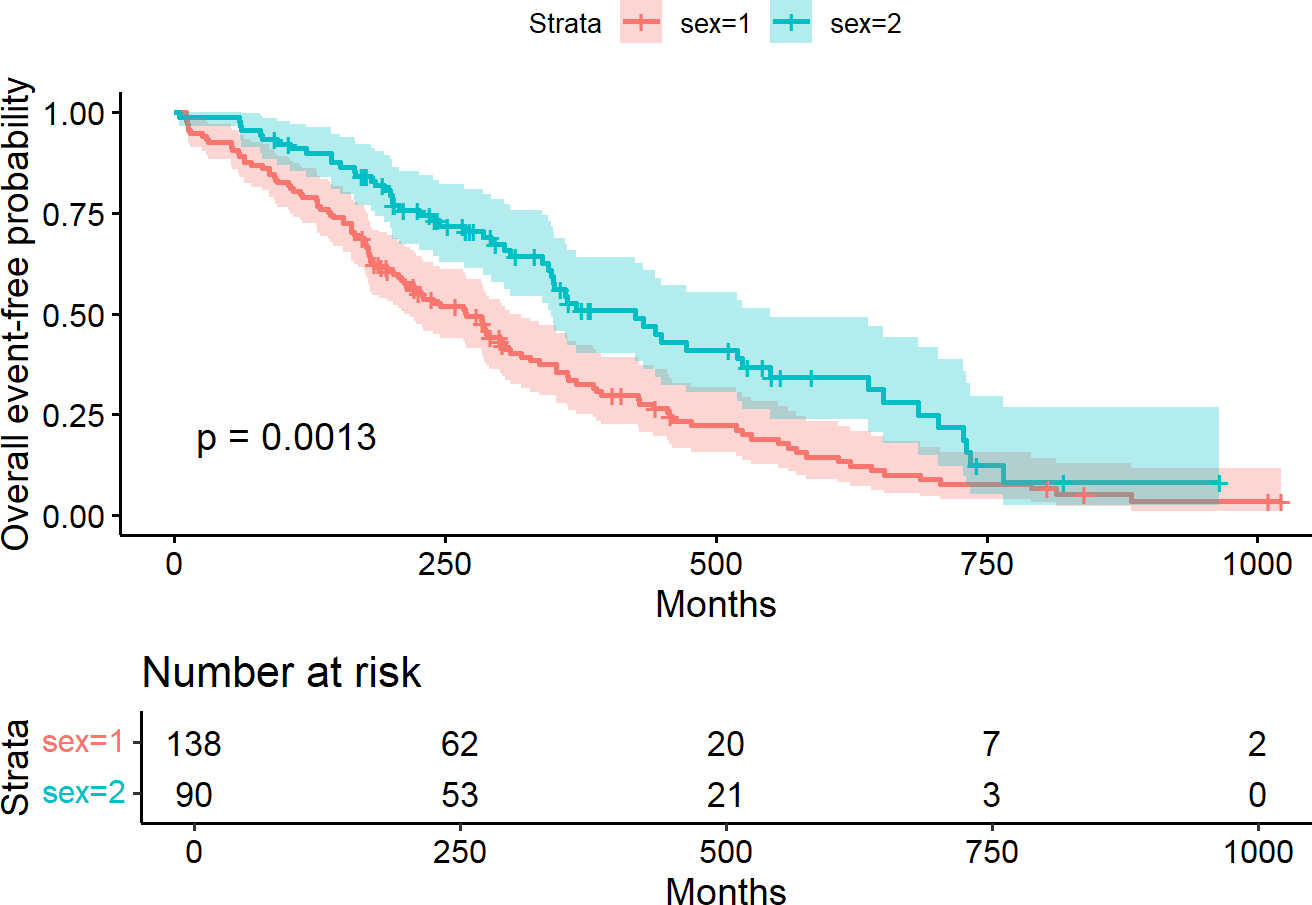 Strata sex=1 sex=2
Overall event-free probability
1.00
0.75
0.50
0.25
0.00
p = 0.0013
0 250 500 750 1000
Months
Number at risk
Strata
sex=1 138 62 20 7 2
sex=2 90 53 21 3 0
0 250 500 750 1000
Months